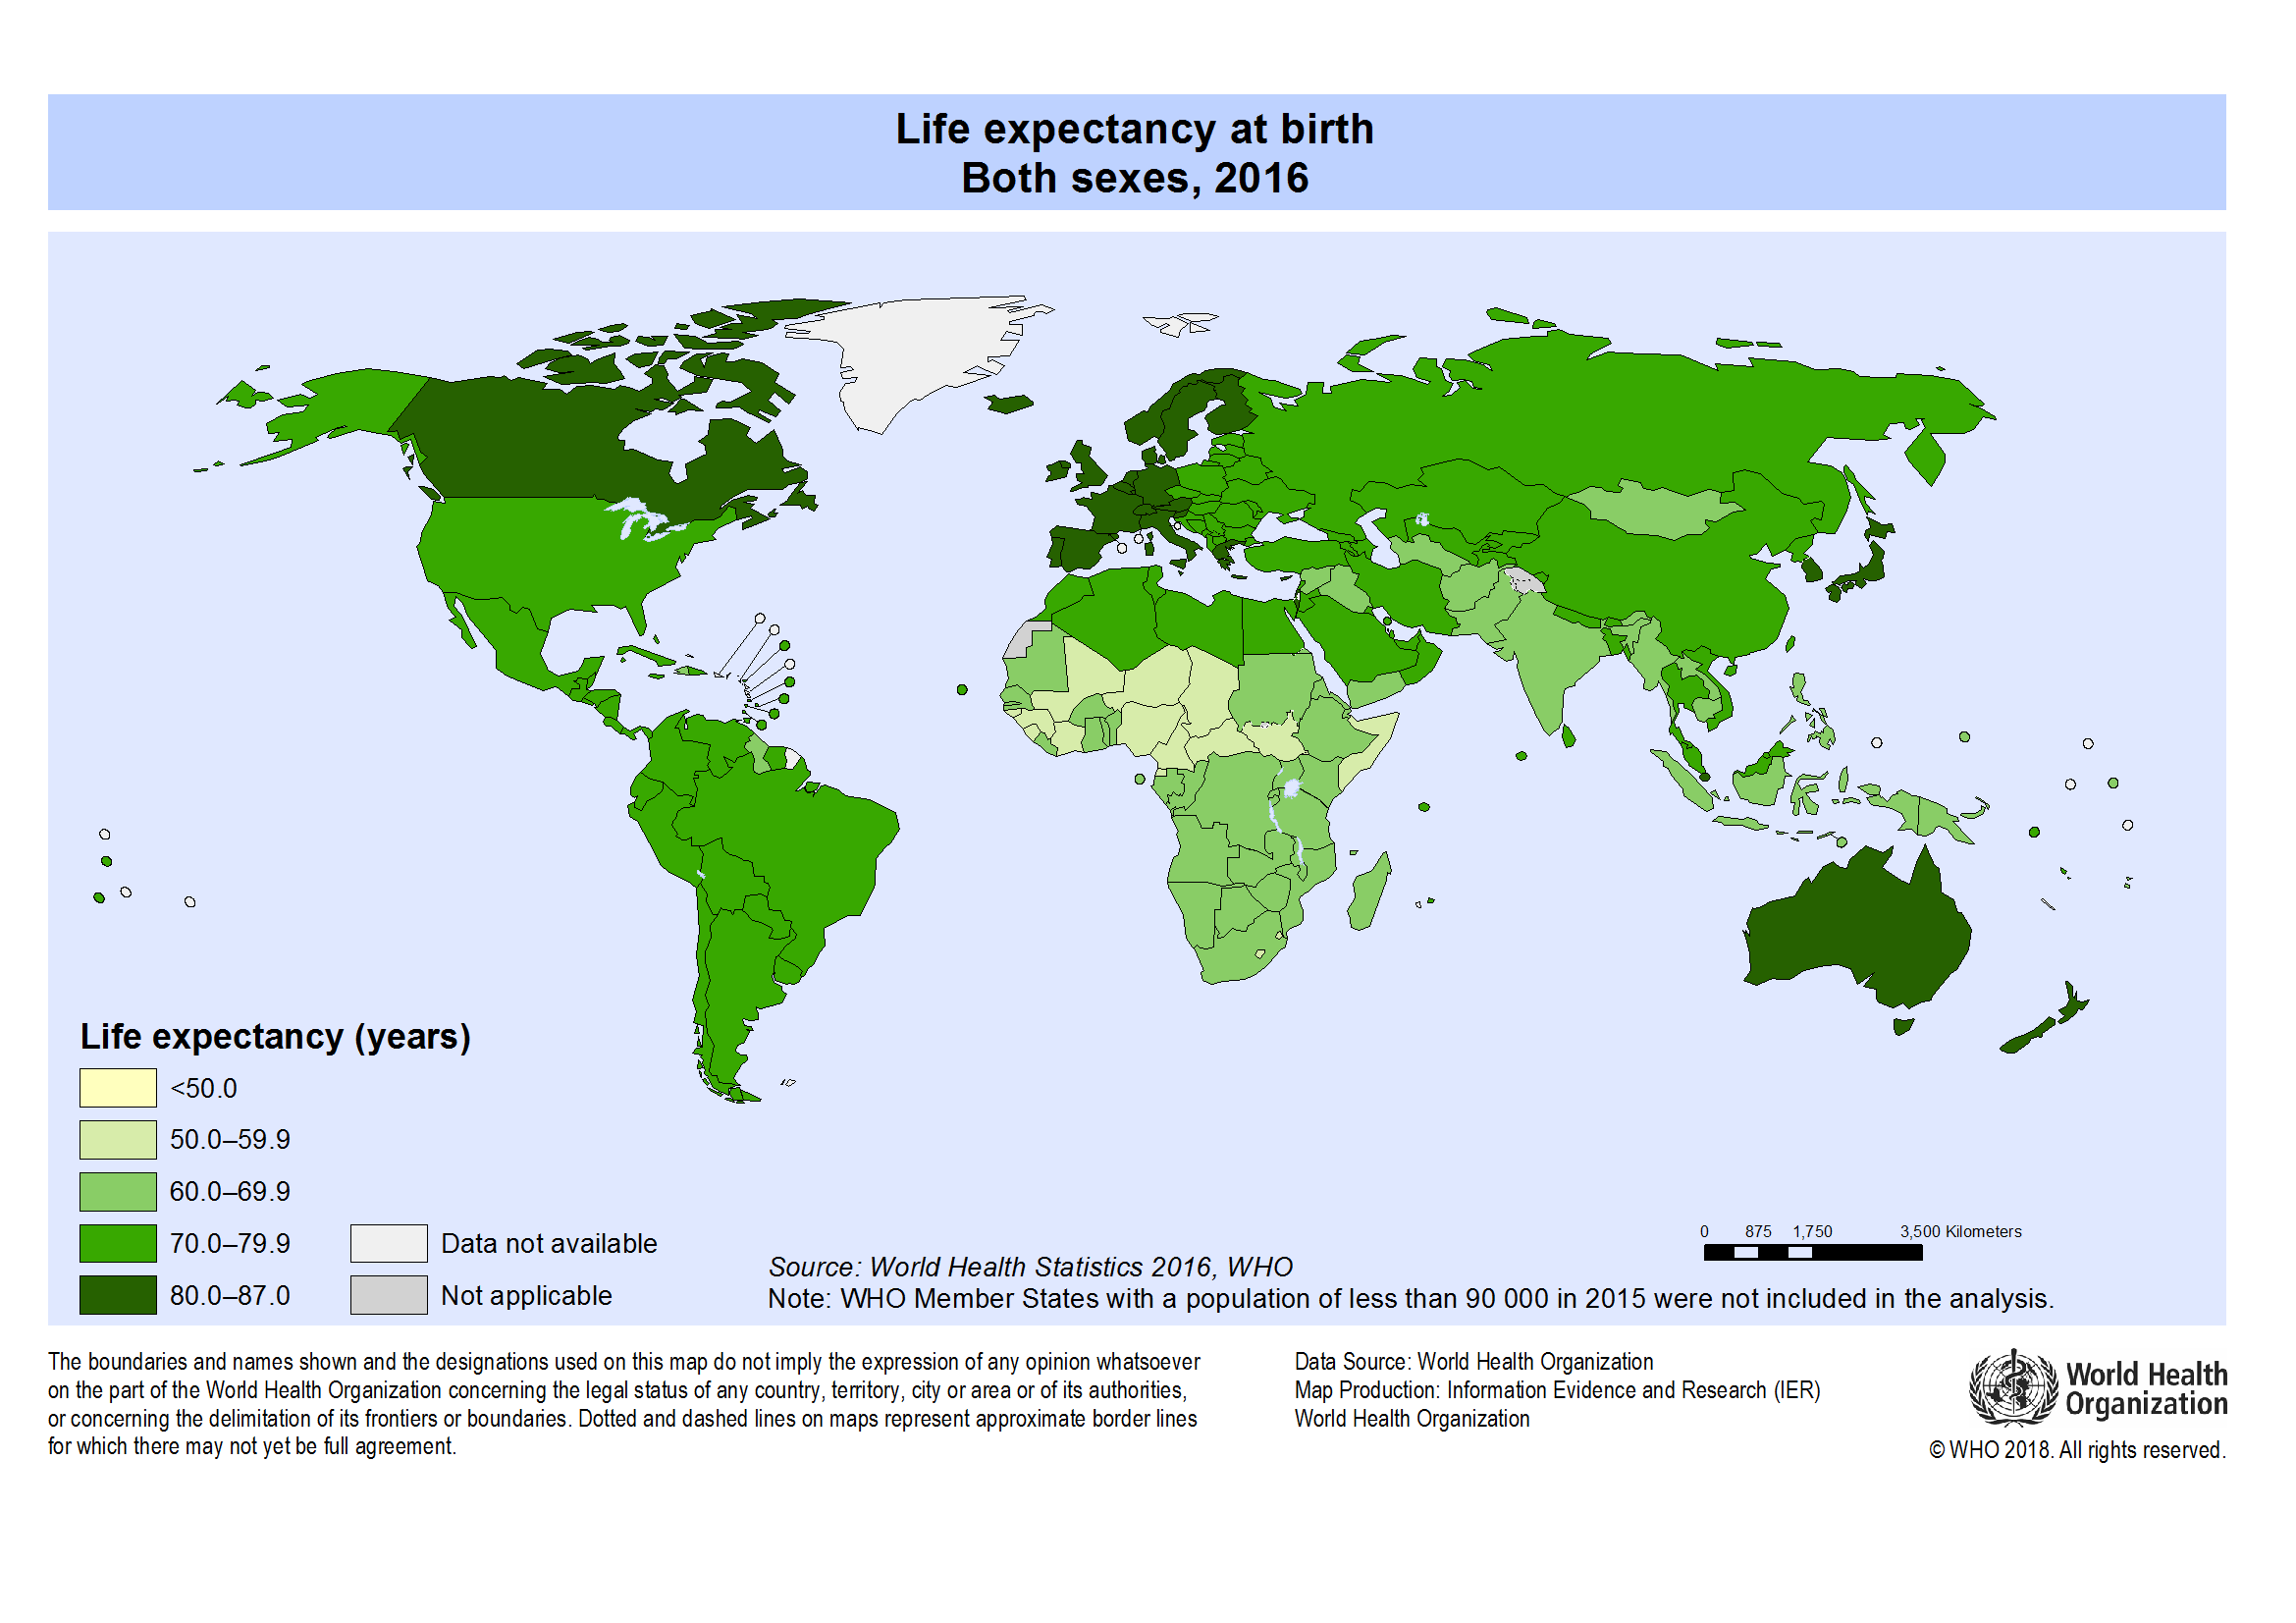 Life expectancy at birth
Both sexes, 2016
Life expectancy (years)
<50.0
50.0–59.9
60.0–69.9
70.0–79.9
80.0–87.0
Data not available
Not applicable
0 875 1,750 3,500 Kilometers
Source: World Health Statistics 2016, WHO
Note: WHO Member States with a population of less than 90 000 in 2015 were not included in the analysis.
The boundaries and names shown and the designations used on this map do not imply the expression of any opinion whatsoever
on the part of the World Health Organization concerning the legal status of any country, territory, city or area or of its authorities,
or concerning the delimitation of its frontiers or boundaries. Dotted and dashed lines on maps represent approximate border lines
for which there may not yet be full agreement.
Data Source: World Health Organization
Map Production: Information Evidence and Research (IER)
World Health Organization
World Health
Organization
© WHO 2018. All rights reserved.